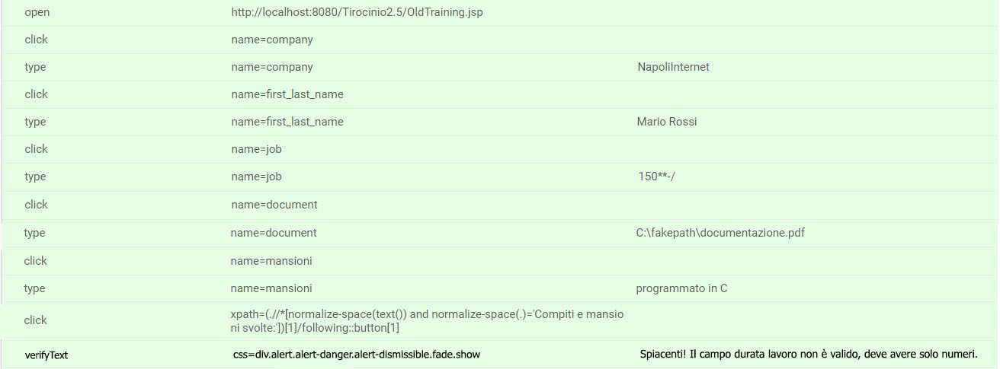 open http://localhost:8080/Tirocinio2.5/OldTraining.jsp
click name=company
type name=company NapoliInternet
click name=first_last_name
type name=first_last_name Mario Rossi
click name=job
type name=job 150**-/
click name=document
type name=document C:\fakepath\documentazione.pdf
click name=mansioni
type name=mansioni programmato in C
click xpath=(.//*[normalize-space(text()) and normalize-space(.)='Compiti e mansio
ni svolte:'])[1]/following::button[1]
verifyText css=div.alert.alert-danger.alert-dismissible.fade.show Spiacenti! Il campo durata lavoro non è valido, deve avere solo numeri.